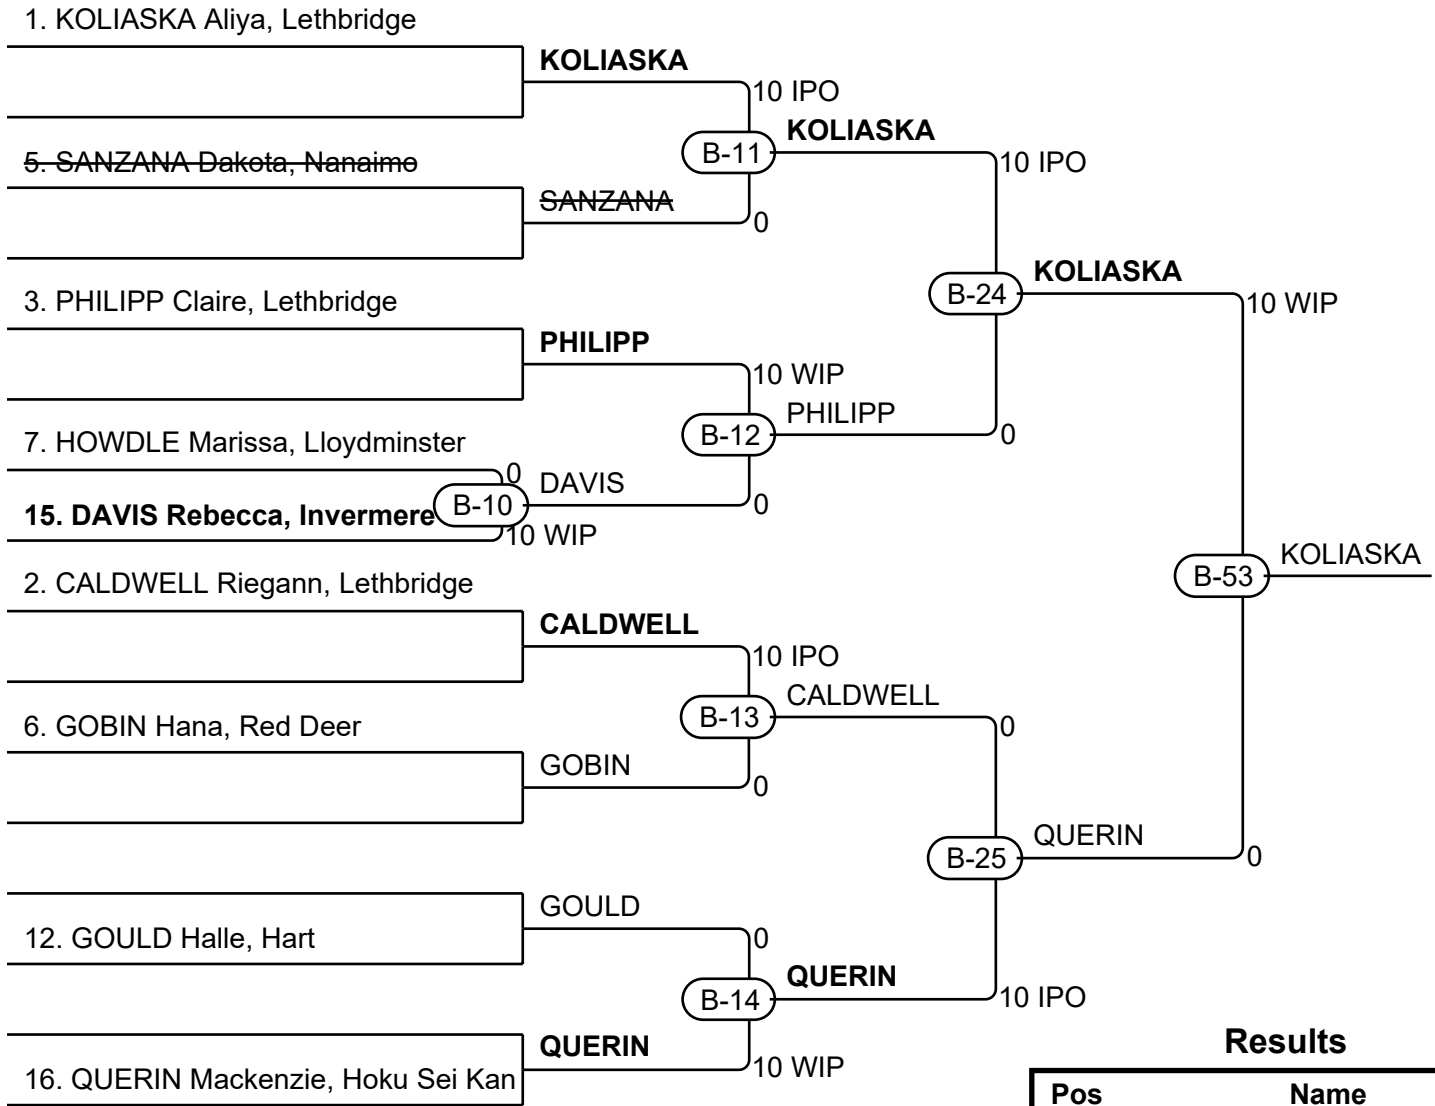 1. KOLIASKA Aliya, Lethbridge
KOLIASKA
10 IPO
KOLIASKA
B-11
10 IPO
5. SANZANA Dakota, Nanaimo
SANZANA
0
KOLIASKA
B-24
10 WIP
3. PHILIPP Claire, Lethbridge
PHILIPP
10 WIP
PHILIPP
B-12
0
7. HOWDLE Marissa, Lloydminster
0
DAVIS
B-10
0
15. DAVIS Rebecca, Invermere
10 WIP
KOLIASKA
B-53
2. CALDWELL Riegann, Lethbridge
CALDWELL
10 IPO
CALDWELL
B-13
0
6. GOBIN Hana, Red Deer
GOBIN
0
QUERIN
B-25
0
GOULD
12. GOULD Halle, Hart
0
QUERIN
B-14
10 IPO
QUERIN
10 WIP
16. QUERIN Mackenzie, Hoku Sei Kan
Results
Pos Name